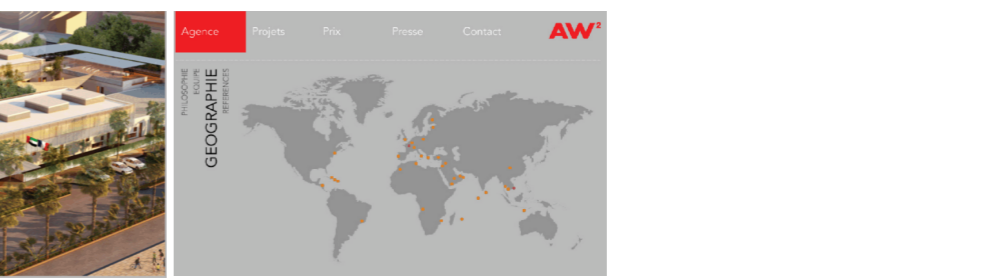 Agence Projets Prix Presse Contact AW²
PHILOSOPHIE
EQUIPE
GEOGRAPHIE
REFERENCES